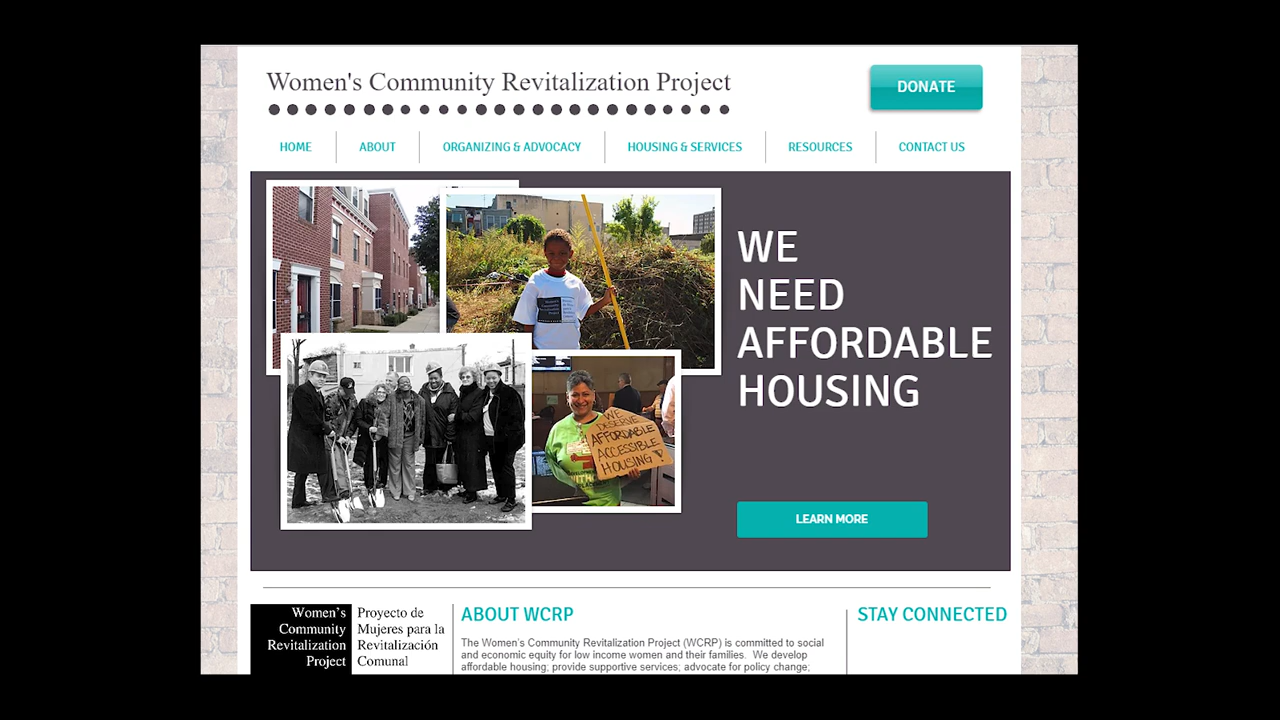 Women's Community Revitalization Project
DONATE
HOME
ABOUT
ORGANIZING & ADVOCACY
HOUSING & SERVICES
RESOURCES
CONTACT US
WE
NEED
AFFORDABLE
HOUSING
WE
DESERVE
AFFORDABLE
ACCESSIBLE
HOUSING
LEARN MORE
Women's
Community
Revitalization
Project
Proyecto de
Mujeres para la
Revitalización
Comunal
ABOUT WCRP
The Women's Community Revitalization Project (WCRP) is committed to social
and economic equity for low income women and their families. We develop
affordable housing; provide supportive services; advocate for policy change;
STAY CONNECTED